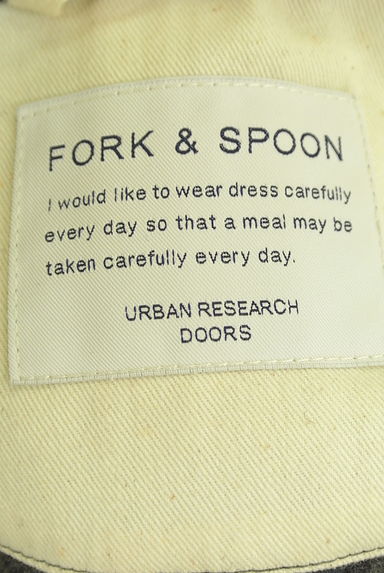 FORK & SPOON
I would like to wear dress carefully
every day so that a meal may be
taken carefully every day.
URBAN RESEARCH
DOORS